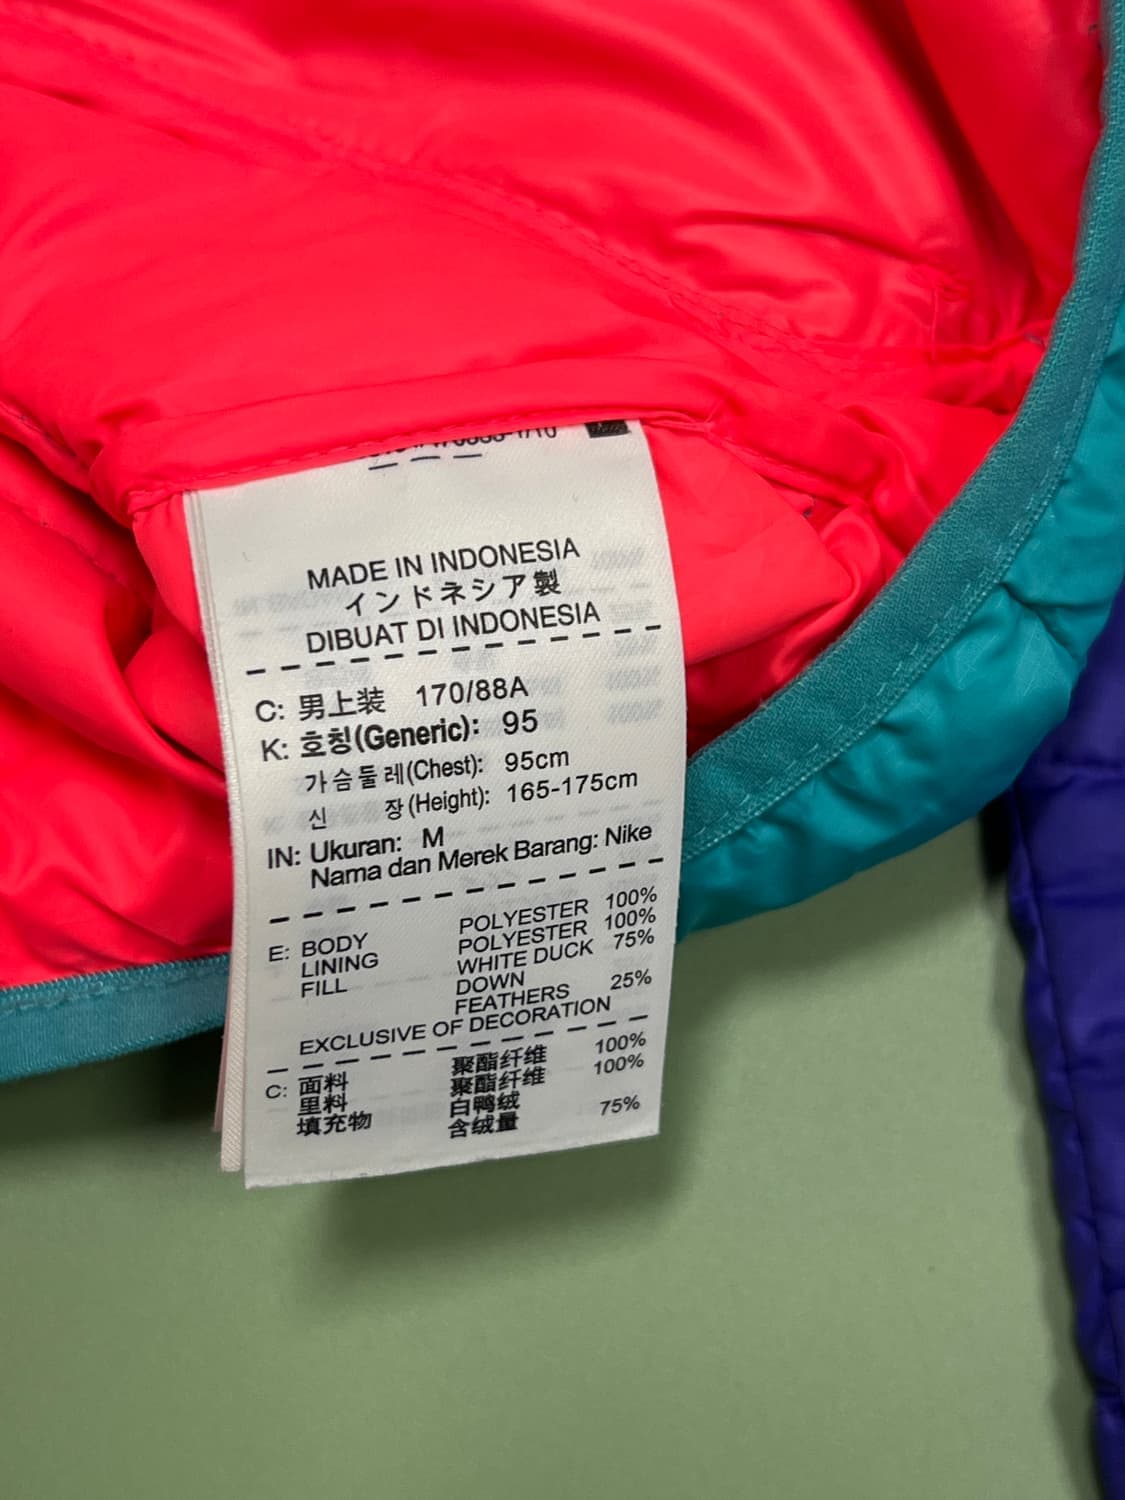 MADE IN INDONESIA
インドネシア製
DIBUAT DI INDONESIA
C: 男上装 170/88A
K: 호칭(Generic): 95
가슴둘레(Chest): 95cm
신 장(Height): 165-175cm
IN: Ukuran: M
Nama dan Merek Barang: Nike
E: BODY POLYESTER 100%
LINING POLYESTER 100%
FILL WHITE DUCK 75%
DOWN
FEATHERS 25%
EXCLUSIVE OF DECORATION
C: 面料 聚酯纤维 100%
里料 聚酯纤维 100%
填充物 白鸭绒
含绒量 75%